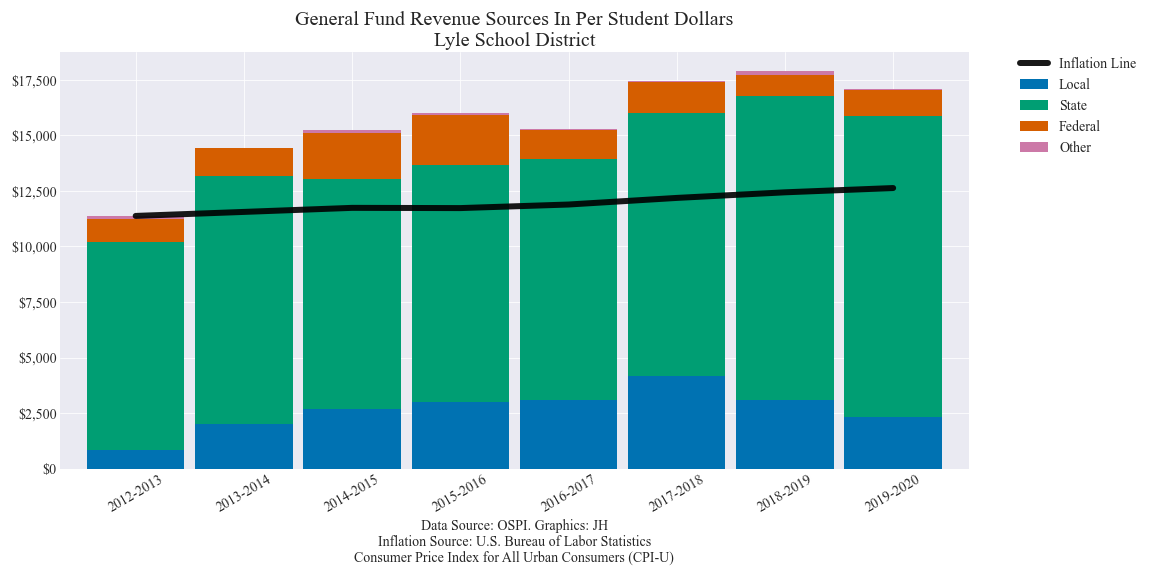 General Fund Revenue Sources In Per Student Dollars
Lyle School District
Inflation Line
Local
State
Federal
Other
$17,500
$15,000
$12,500
$10,000
$7,500
$5,000
$2,500
$0
2012-2013
2013-2014
2014-2015
2015-2016
2016-2017
2017-2018
2018-2019
2019-2020
Data Source: OSPI. Graphics: JH
Inflation Source: U.S. Bureau of Labor Statistics
Consumer Price Index for All Urban Consumers (CPI-U)